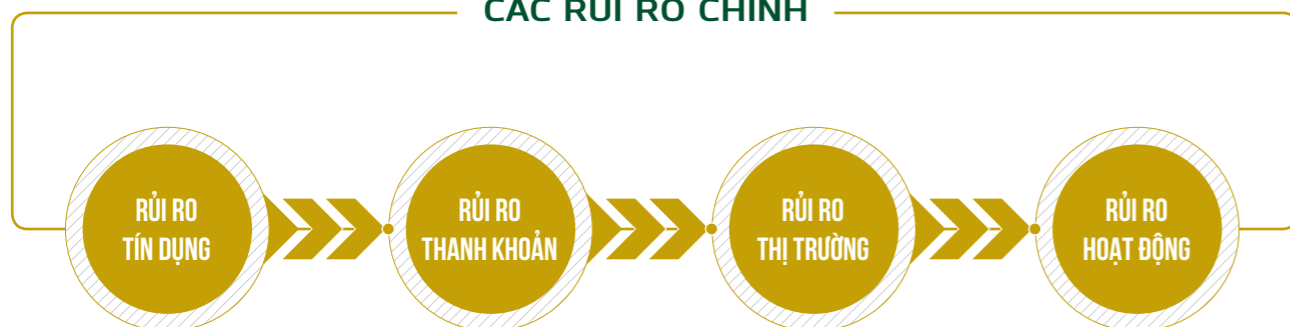 CÁC RỦI RO CHÍNH
RỦI RO
TÍN DỤNG
RỦI RO
THANH KHOẢN
RỦI RO
THỊ TRƯỜNG
RỦI RO
HOẠT ĐỘNG